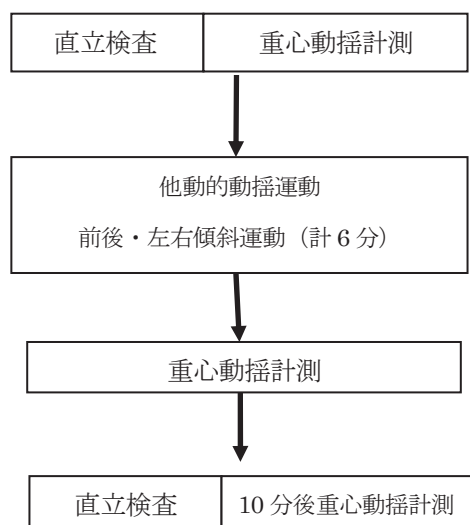 直立検査 重心動揺計測
他動的動揺運動
前後・左右傾斜運動（計 6 分）
重心動揺計測
直立検査 10 分後重心動揺計測